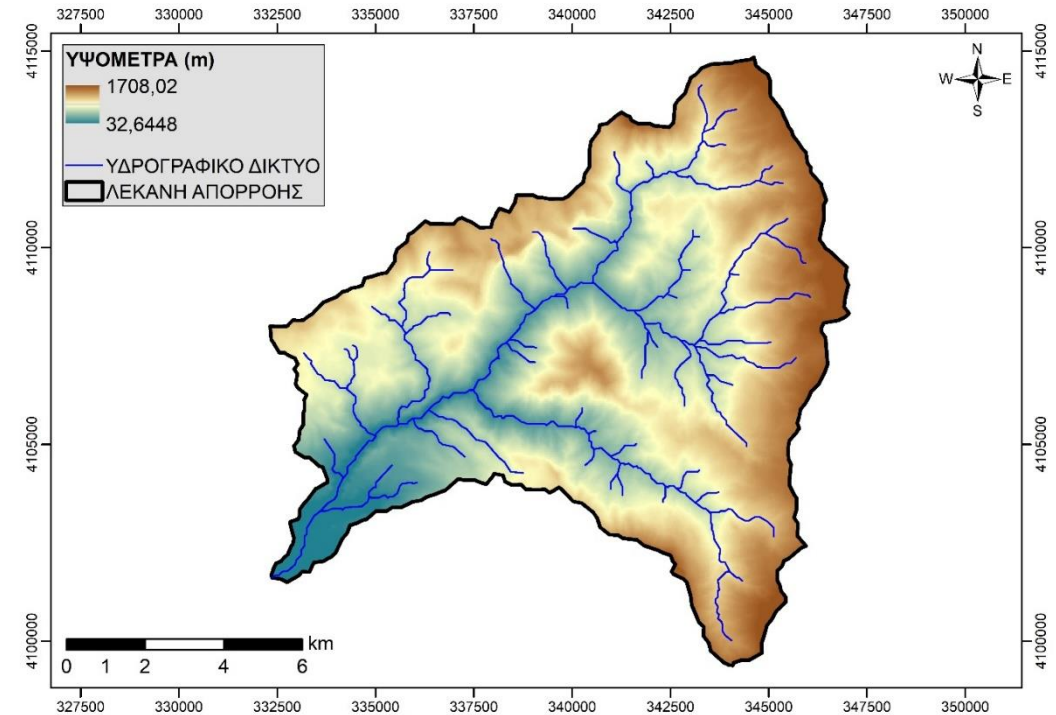 327500 330000 332500 335000 337500 340000 342500 345000 347500 350000
4115000 4115000
ΥΨΟΜΕΤΡΑ (m)
1708,02
32,6448
ΥΔΡΟΓΡΑΦΙΚΟ ΔΙΚΤΥΟ
ΛΕΚΑΝΗ ΑΠΟΡΡΟΗΣ
N
W E
S
4110000 4110000
4105000 4105000
4100000 4100000
km
0 1 2 4 6
327500 330000 332500 335000 337500 340000 342500 345000 347500 350000